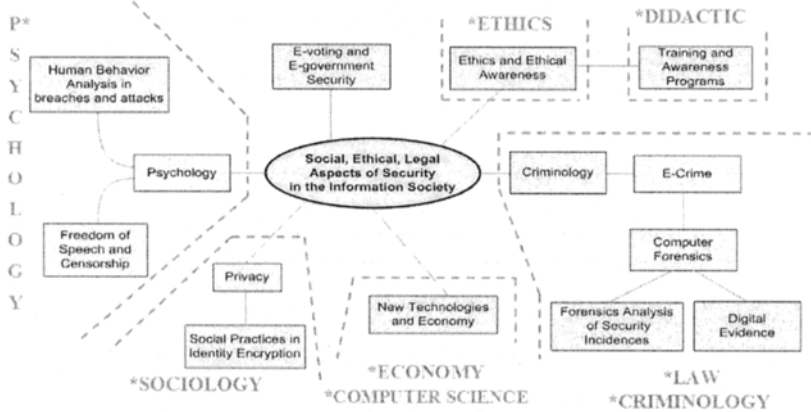 *ETHICS
*DIDACTIC
P*
S
Y
C
H
O
L
O
G
Y
Human Behavior
Analysis in
breaches and attacks
E-voting and
E-government
Security
Ethics and Ethical
Awareness
Training and
Awareness
Programs
Psychology
Social, Ethical, Legal
Aspects of Security
in the Information Society
Criminology
E-Crime
Freedom of
Speech and
Censorship
Privacy
Computer
Forensics
New Technologies
and Economy
Forensics Analysis
of Security
Incidences
Digital
Evidence
Social Practices in
Identity Encryption
*SOCIOLOGY
*ECONOMY
*COMPUTER SCIENCE
*LAW
*CRIMINOLOGY